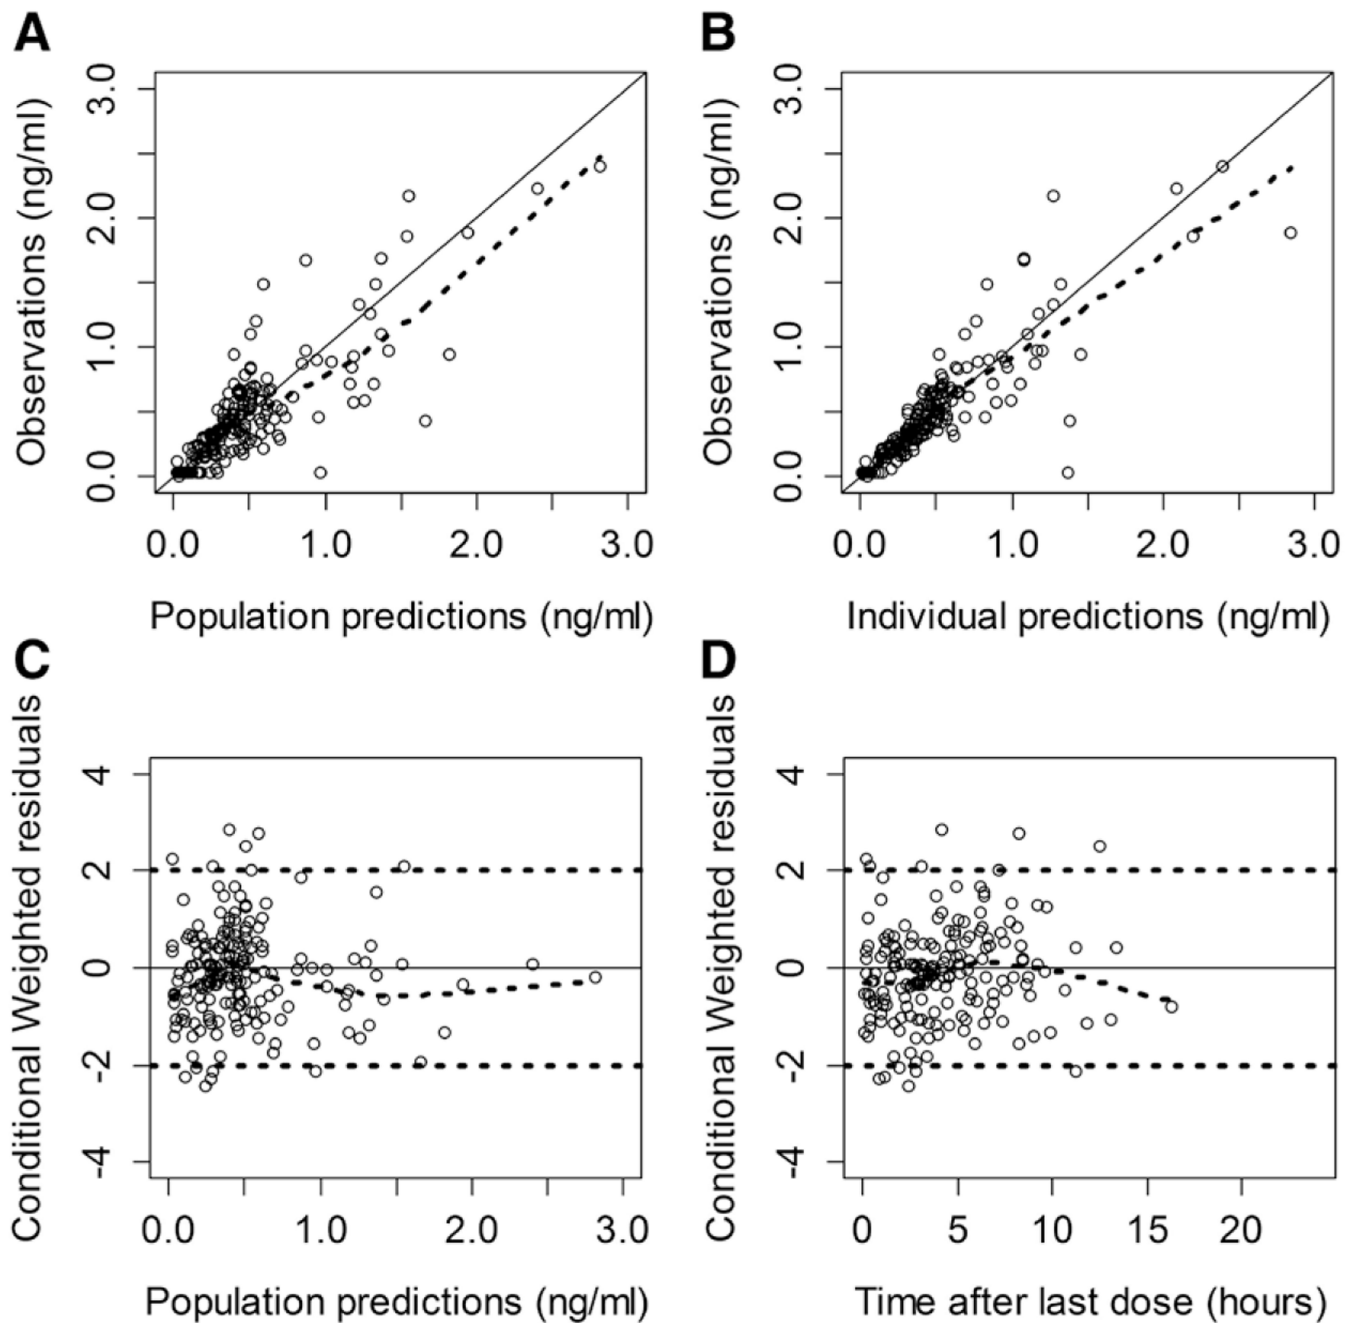 A
B
Observations (ng/ml)
3.0
2.0
1.0
0.0
0.0 1.0 2.0 3.0
Population predictions (ng/ml)
Observations (ng/ml)
3.0
2.0
1.0
0.0
0.0 1.0 2.0 3.0
Individual predictions (ng/ml)
C
D
Conditional Weighted residuals
4
2
0
-2
-4
0.0 1.0 2.0 3.0
Population predictions (ng/ml)
Conditional Weighted residuals
4
2
0
-2
-4
0 5 10 15 20
Time after last dose (hours)